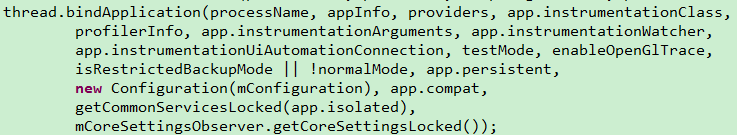 thread.bindApplication(processName, appInfo, providers, app.instrumentationClass,
profilerInfo, app.instrumentationArguments, app.instrumentationWatcher,
app.instrumentationUiAutomationConnection, testMode, enableOpenGlTrace,
isRestrictedBackupMode || !normalMode, app.persistent,
new Configuration(mConfiguration), app.compat,
getCommonServicesLocked(app.isolated),
mCoreSettingsObserver.getCoreSettingsLocked());